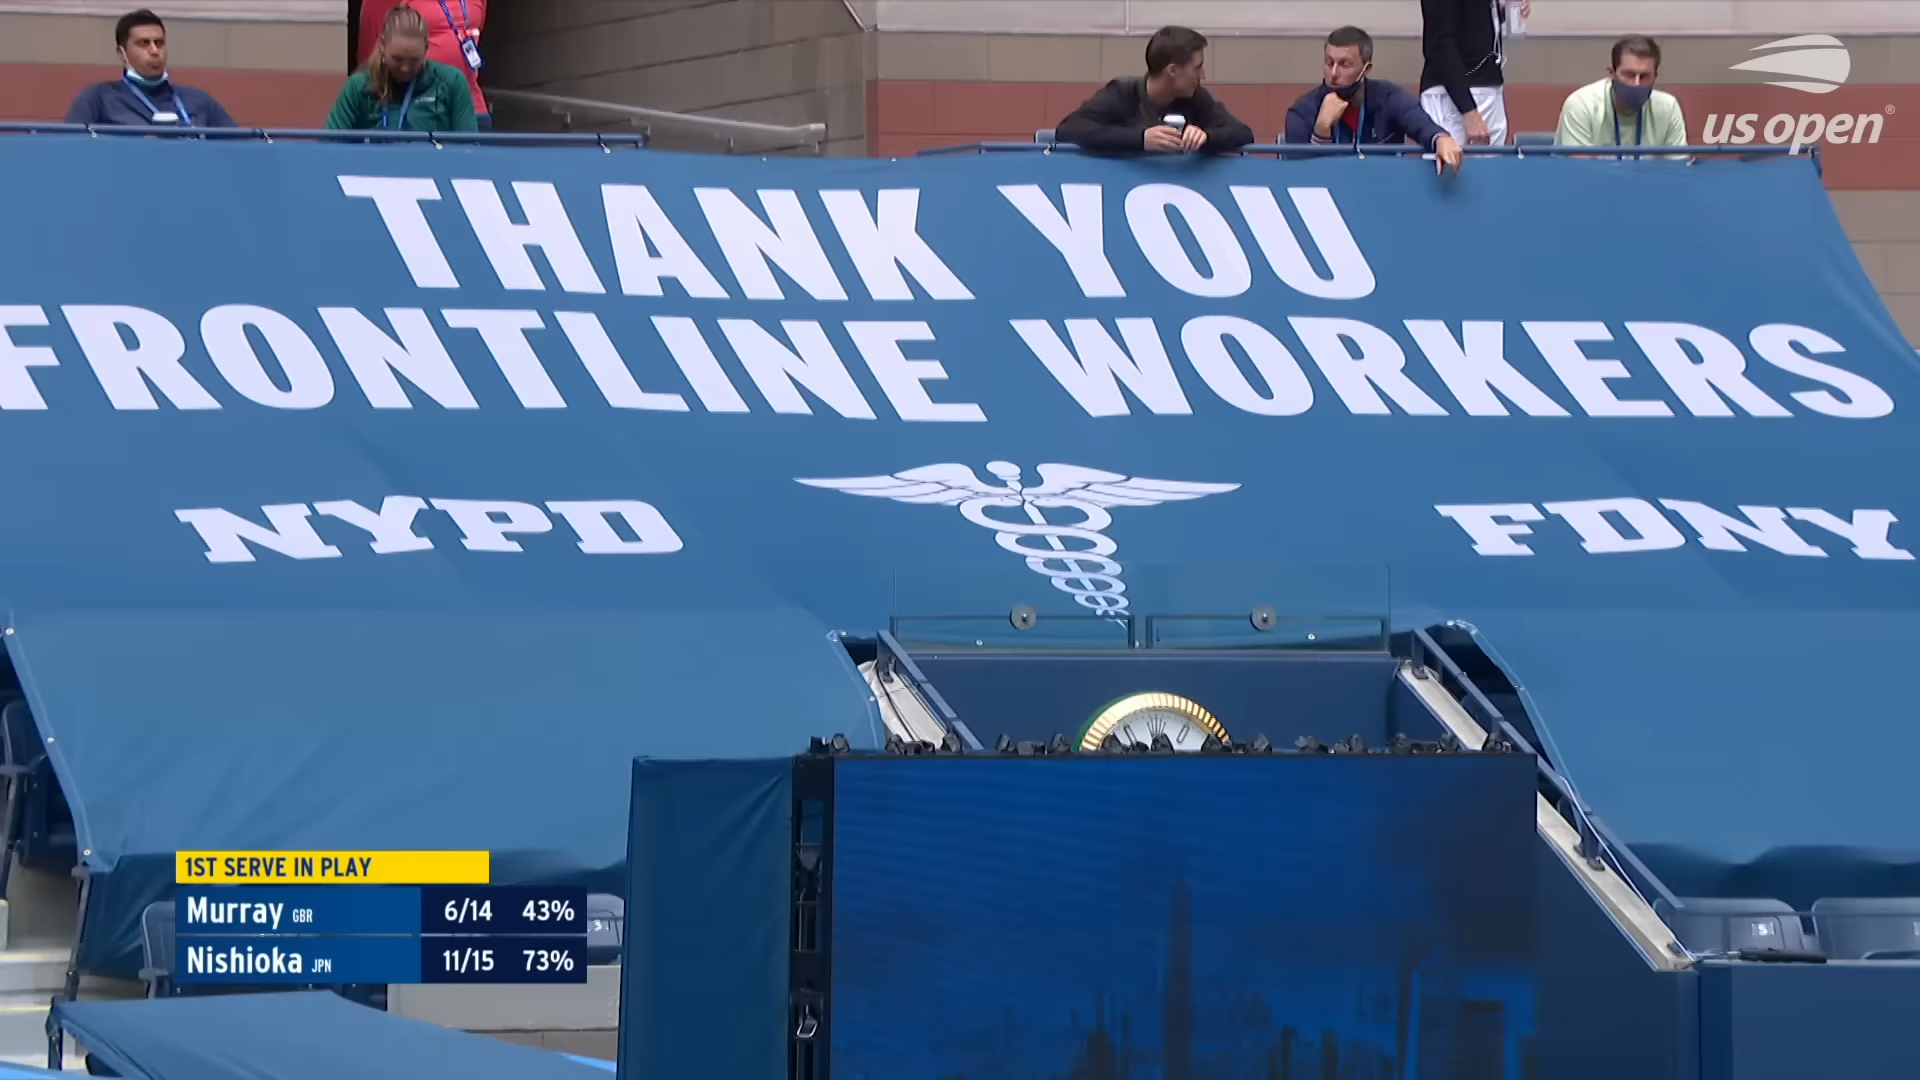 us open
THANK YOU
FRONTLINE WORKERS
NYPD FDNY
1ST SERVE IN PLAY
Murray GBR 6/14 43%
Nishioka JPN 11/15 73%